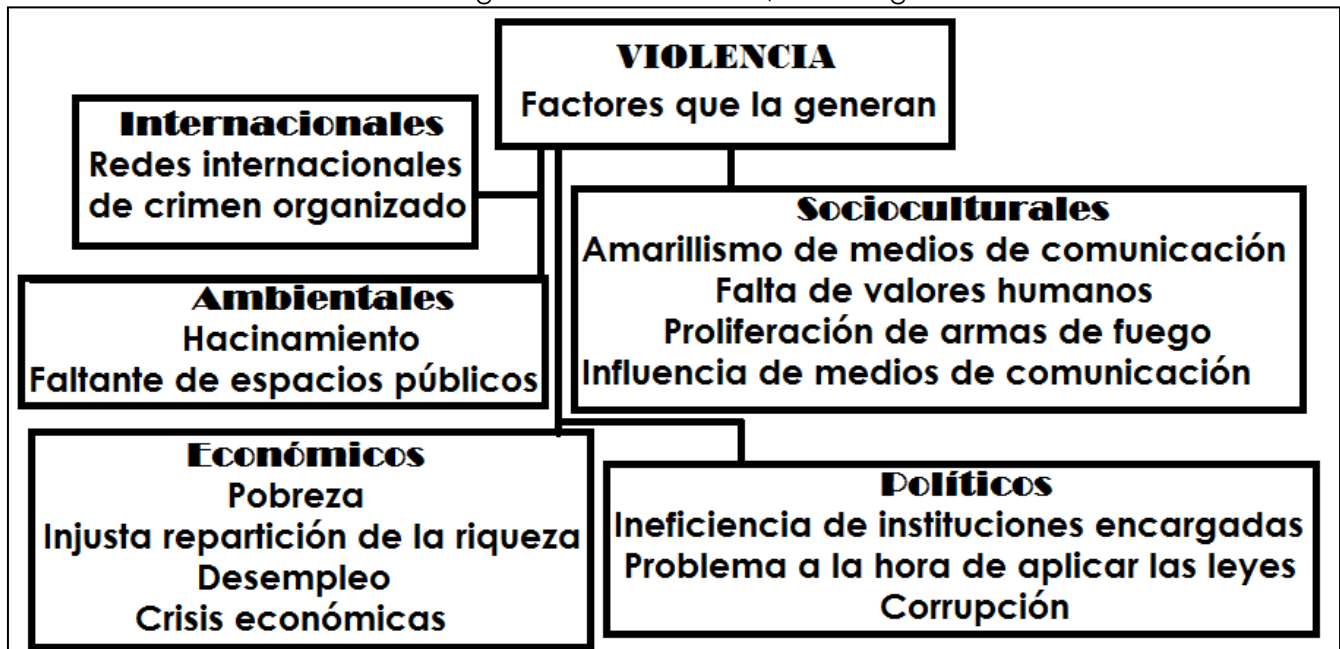 VIOLENCIA
Factores que la generan
Internacionales
Redes internacionales
de crimen organizado
Socioculturales
Amarillismo de medios de comunicación
Falta de valores humanos
Proliferación de armas de fuego
Influencia de medios de comunicación
Ambientales
Hacinamiento
Faltante de espacios públicos
Económicos
Pobreza
Injusta repartición de la riqueza
Desempleo
Crisis económicas
Políticos
Ineficiencia de instituciones encargadas
Problema a la hora de aplicar las leyes
Corrupción